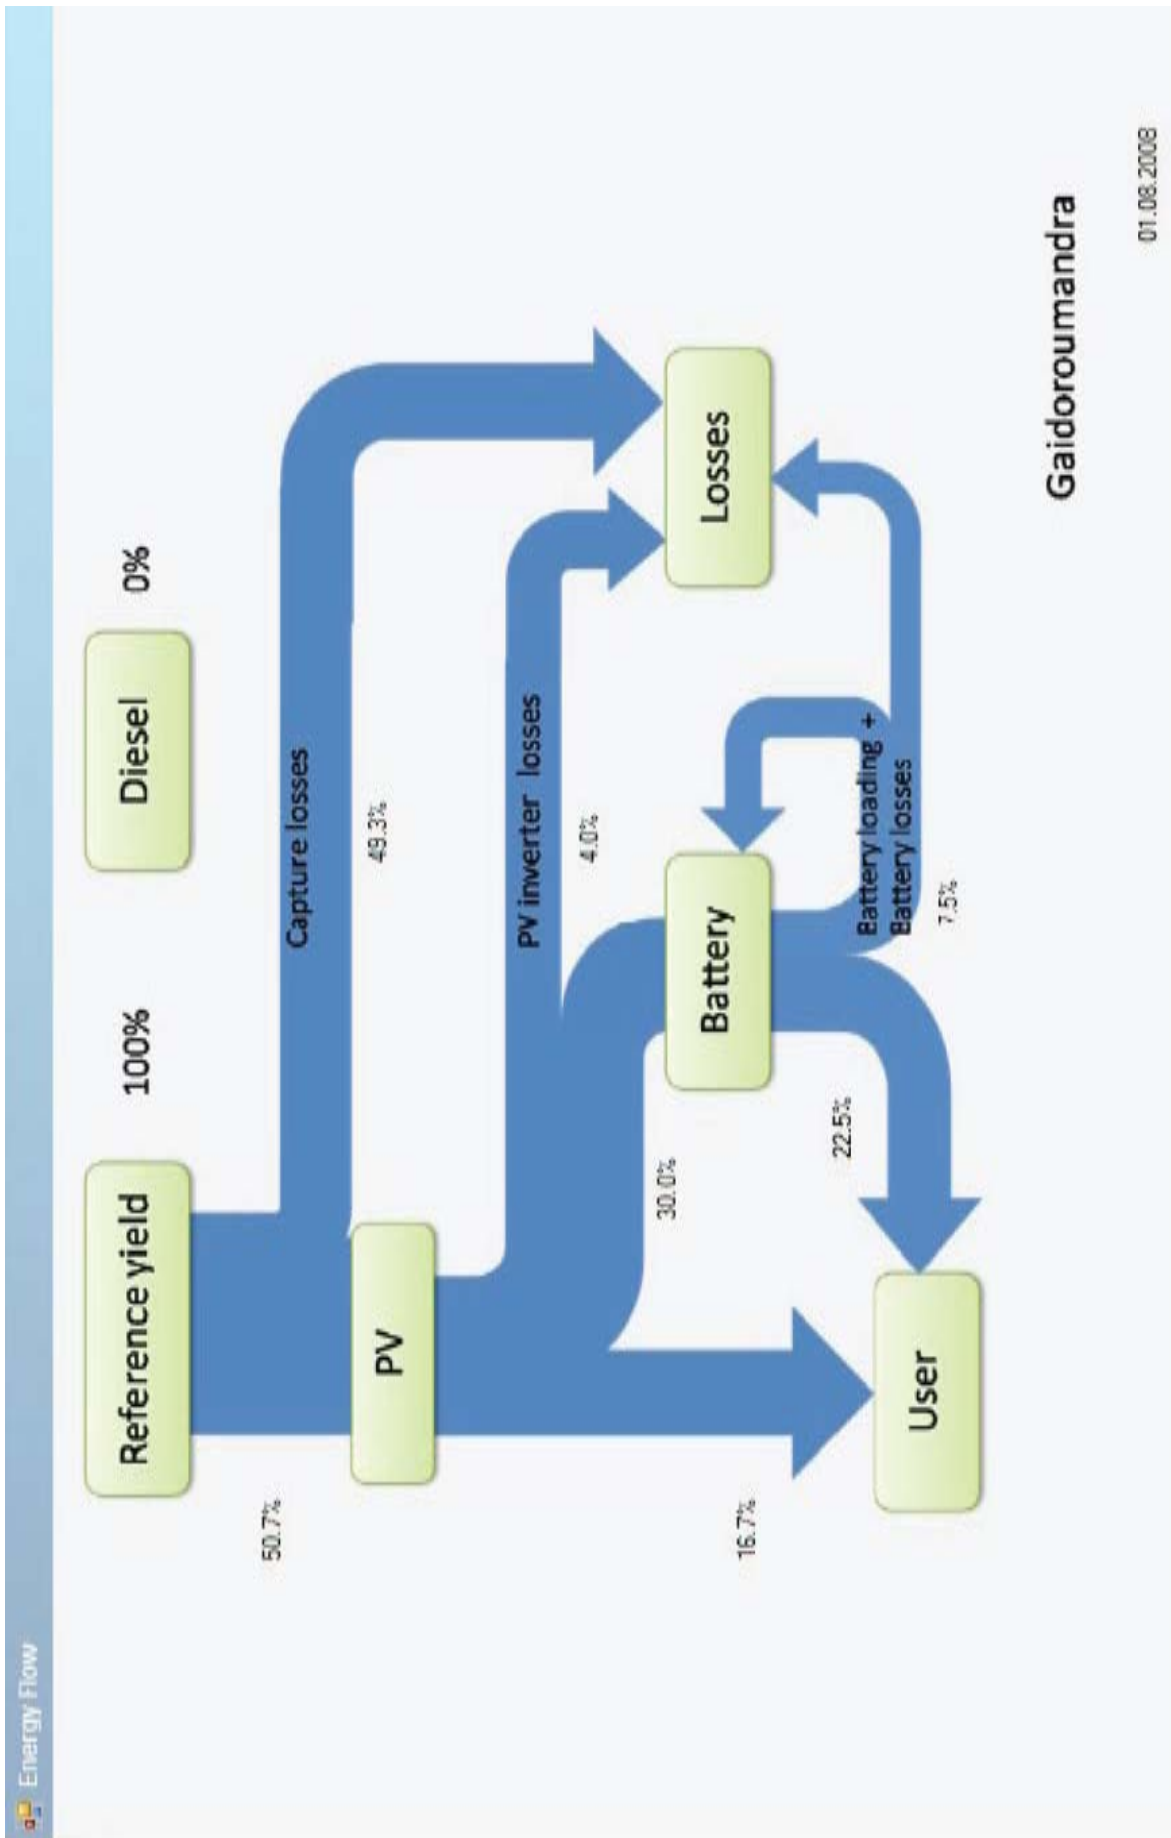 Energy Flow
Reference yield
100%
Diesel
0%
50.7%
Capture losses
49.3%
PV
PV inverter losses
4.0%
30.0%
16.7%
Battery
Losses
22.5%
Battery loading +
Battery losses
7.5%
User
Gaidoroumandra
01.08.2008